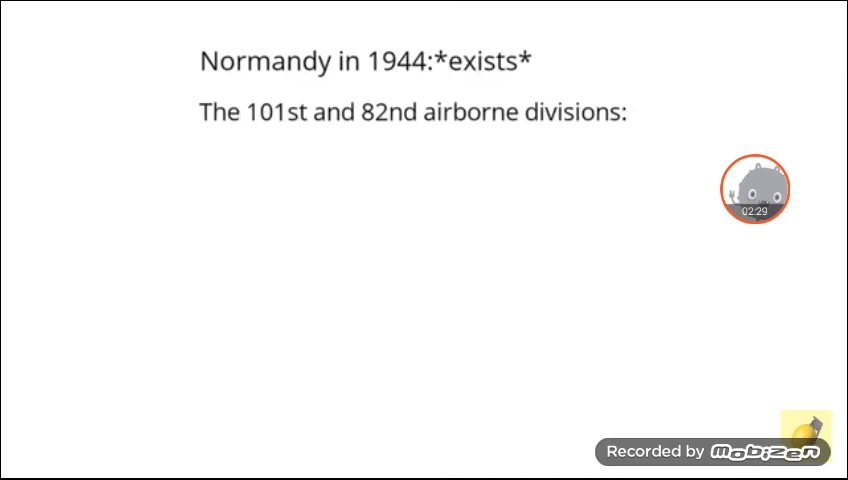 Normandy in 1944:*exists*
The 101st and 82nd airborne divisions:
02:29
Recorded by mobizen